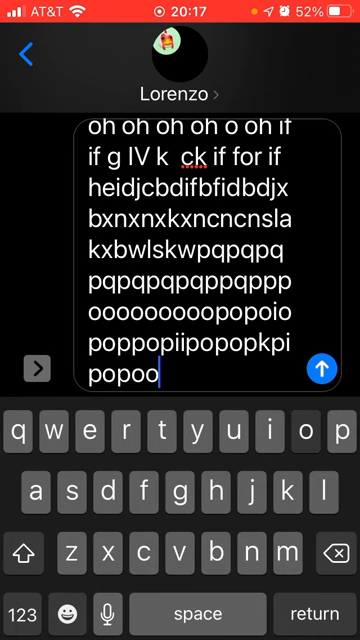 AT&T 20:17 52%
Lorenzo >
oh oh oh oh o oh if
if g IV k ck if for if
heidjcbdifbfidbdjx
bxnxnxkxncncnsla
kxbwlskwpqpqpq
pqpqpqpqppqppp
ooooooooopopoio
poppopiipopopkpi
popoo
q w e r t y u i o p
a s d f g h j k l
z x c v b n m
123 space return